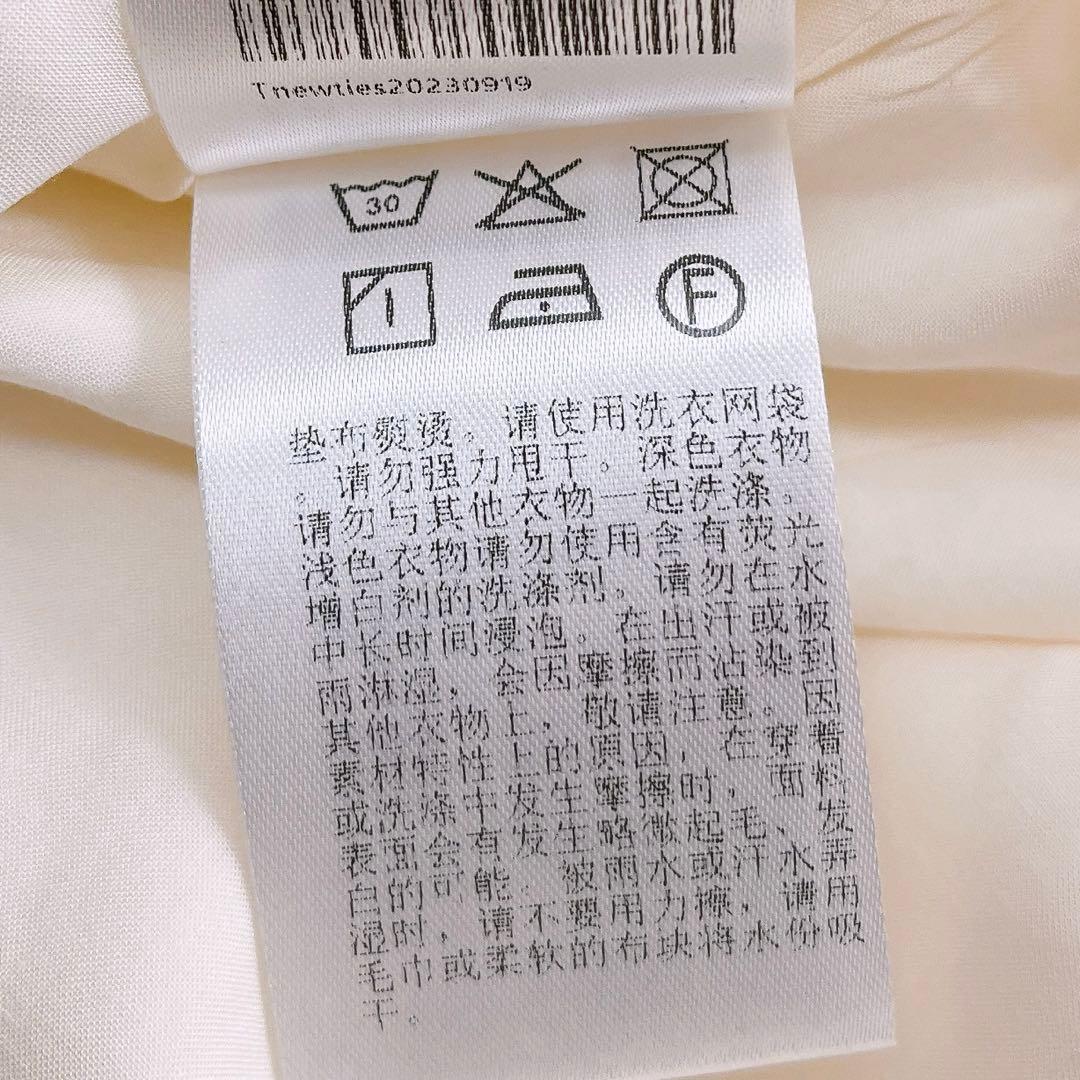 Tnewties20230919
30
F
垫布熨烫。请使用洗衣网袋
。请勿强力甩干。深色衣物
请勿与其他衣物一起洗涤。
浅色衣物请勿使用含有荧光
增白剂的洗涤剂。请勿在水
中长时间浸泡。在出汗或被
雨淋湿，会因摩擦而沾染到
其他衣物上，敬请注意。因
素材特性上的原因，在穿着
或洗涤中发生摩擦时，面料
表面会有发生略微起毛、发
白的可能。被雨水或汗水弄
湿时，请不要用力擦，请用
毛巾或柔软的布块将水份吸
干。